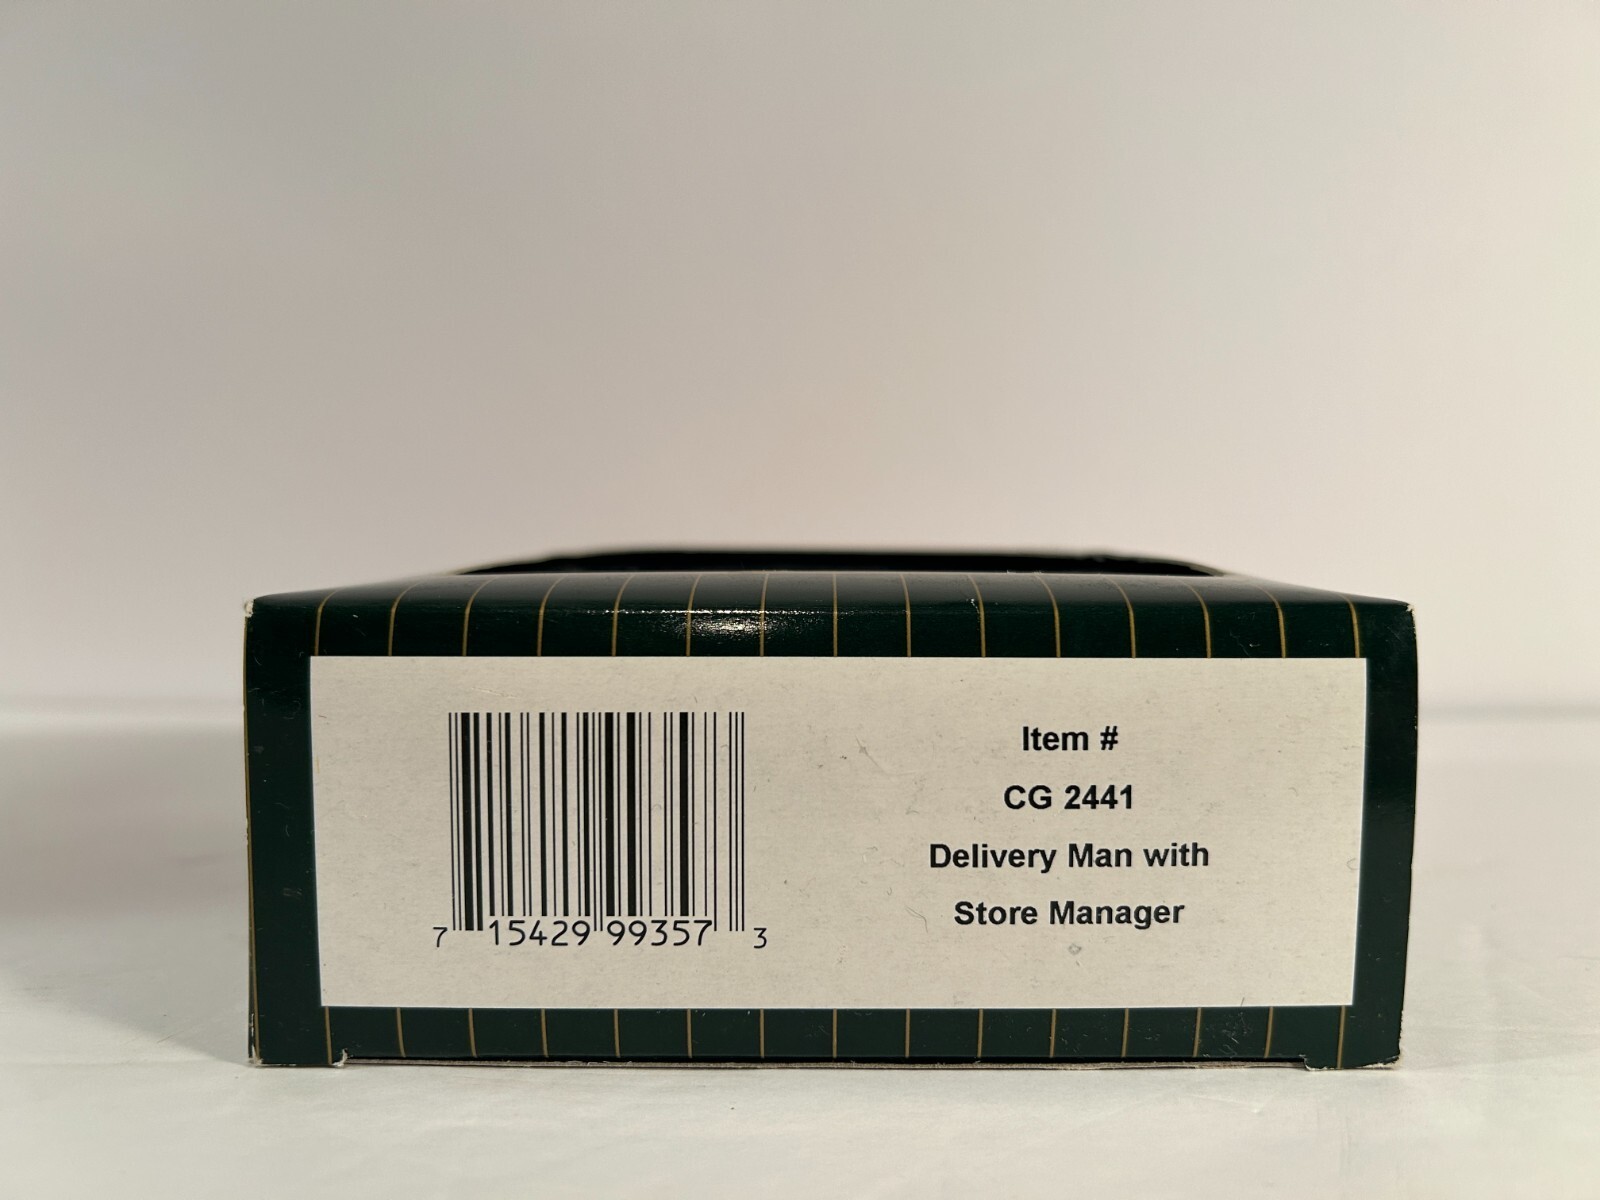 7 15429 99357 3
Item #
CG 2441
Delivery Man with
Store Manager